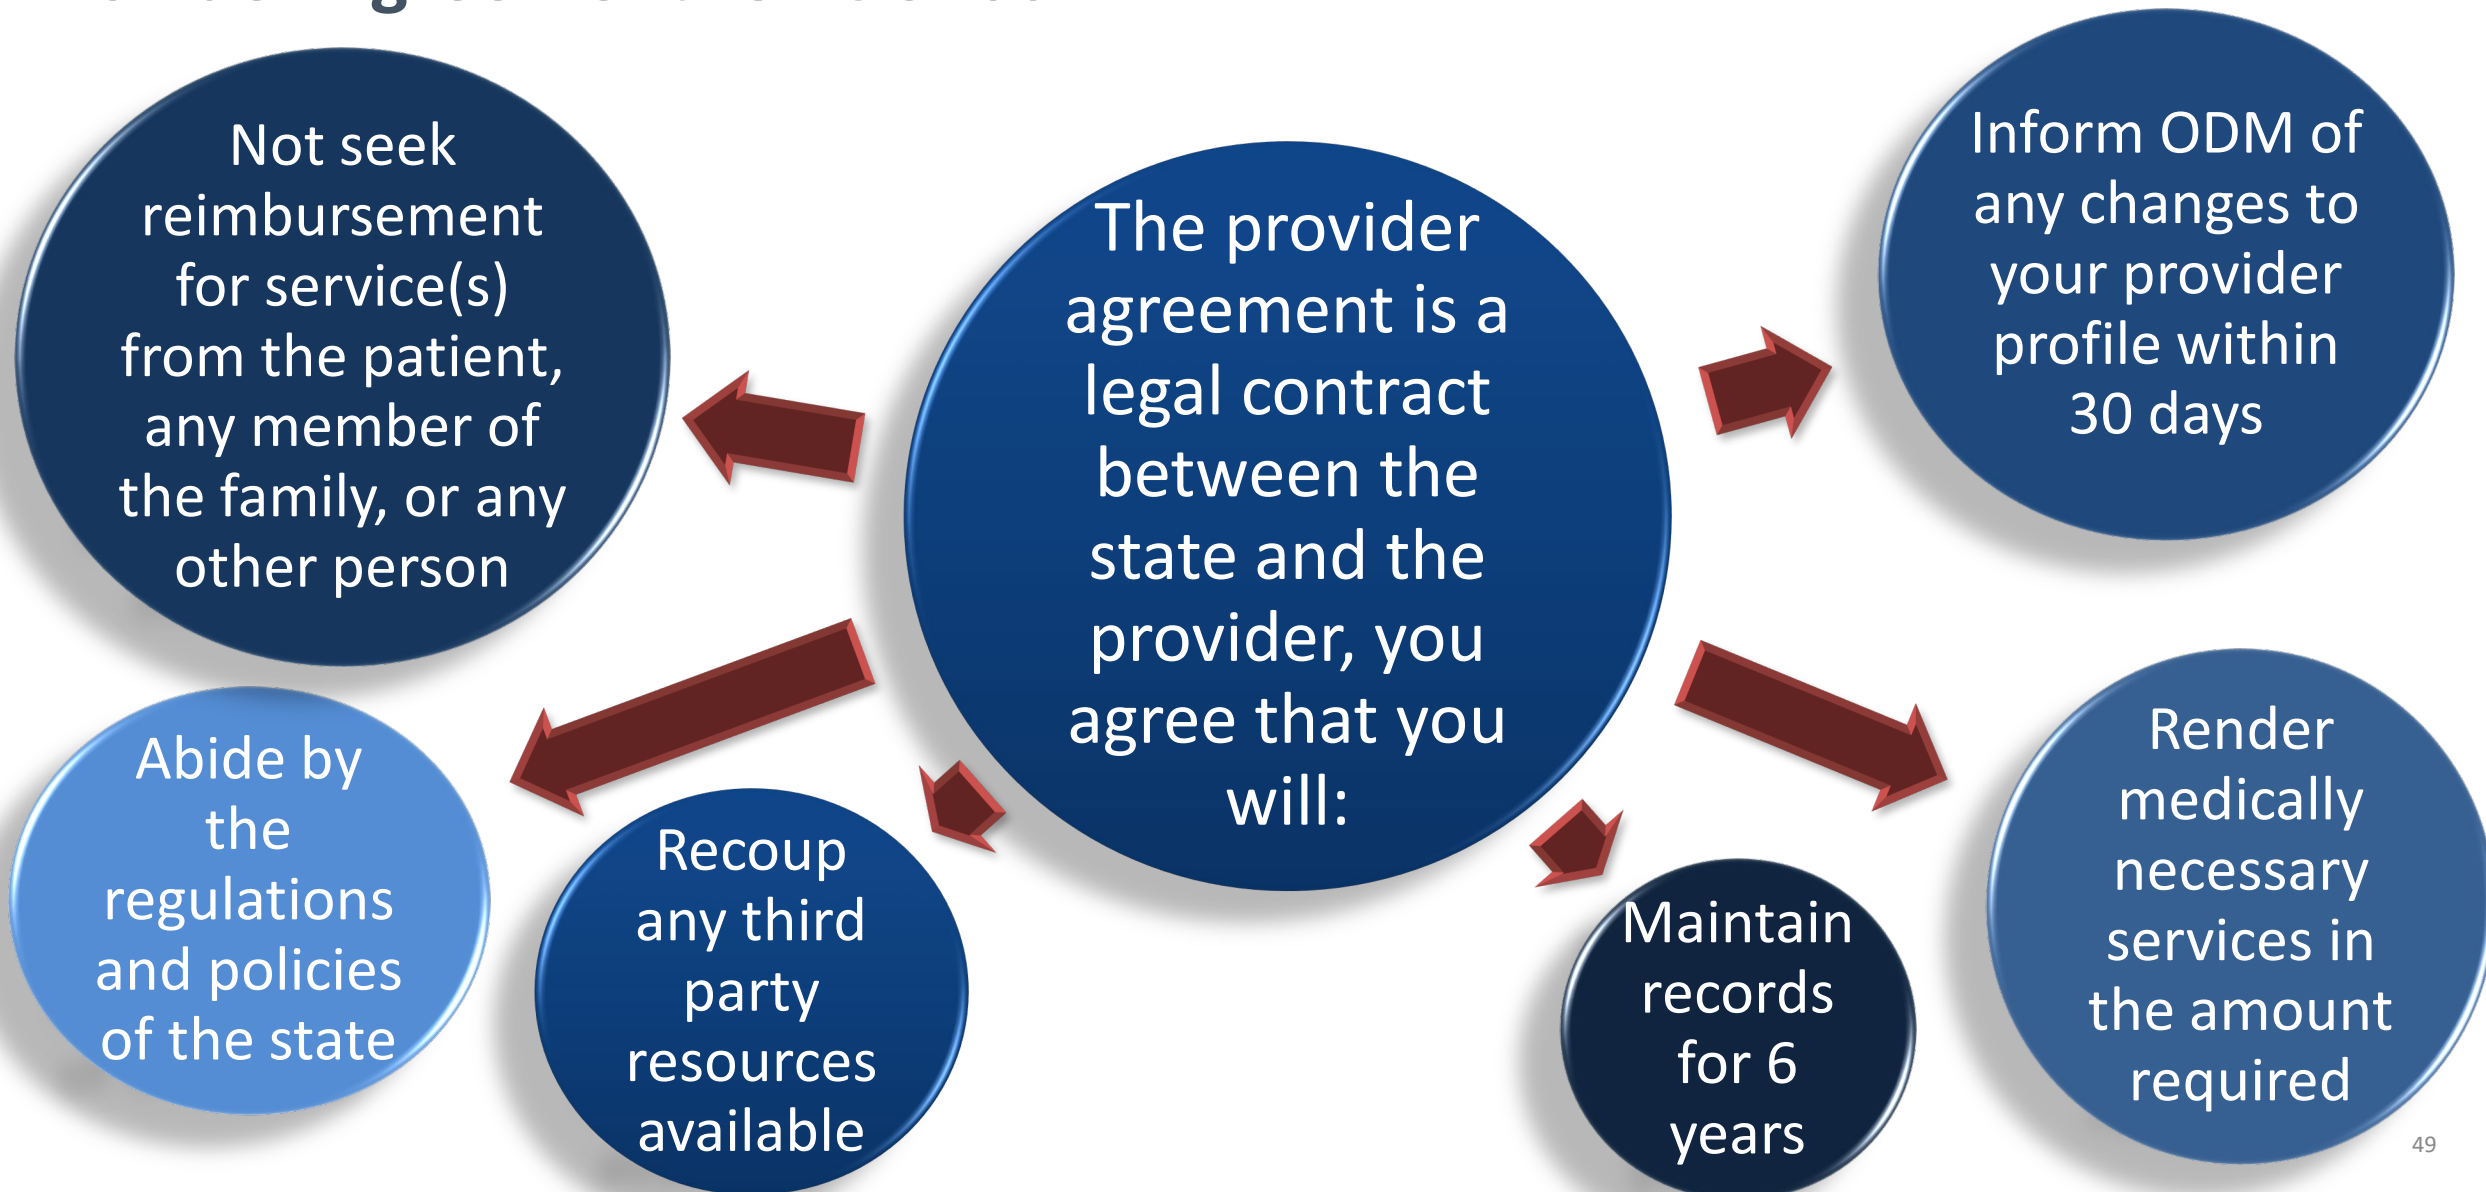 Not seek
reimbursement
for service(s)
from the patient,
any member of
the family, or any
other person
The provider
agreement is a
legal contract
between the
state and the
provider, you
agree that you
will:
Inform ODM of
any changes to
your provider
profile within
30 days
Abide by
the
regulations
and policies
of the state
Recoup
any third
party
resources
available
Maintain
records
for 6
years
Render
medically
necessary
services in
the amount
required
49